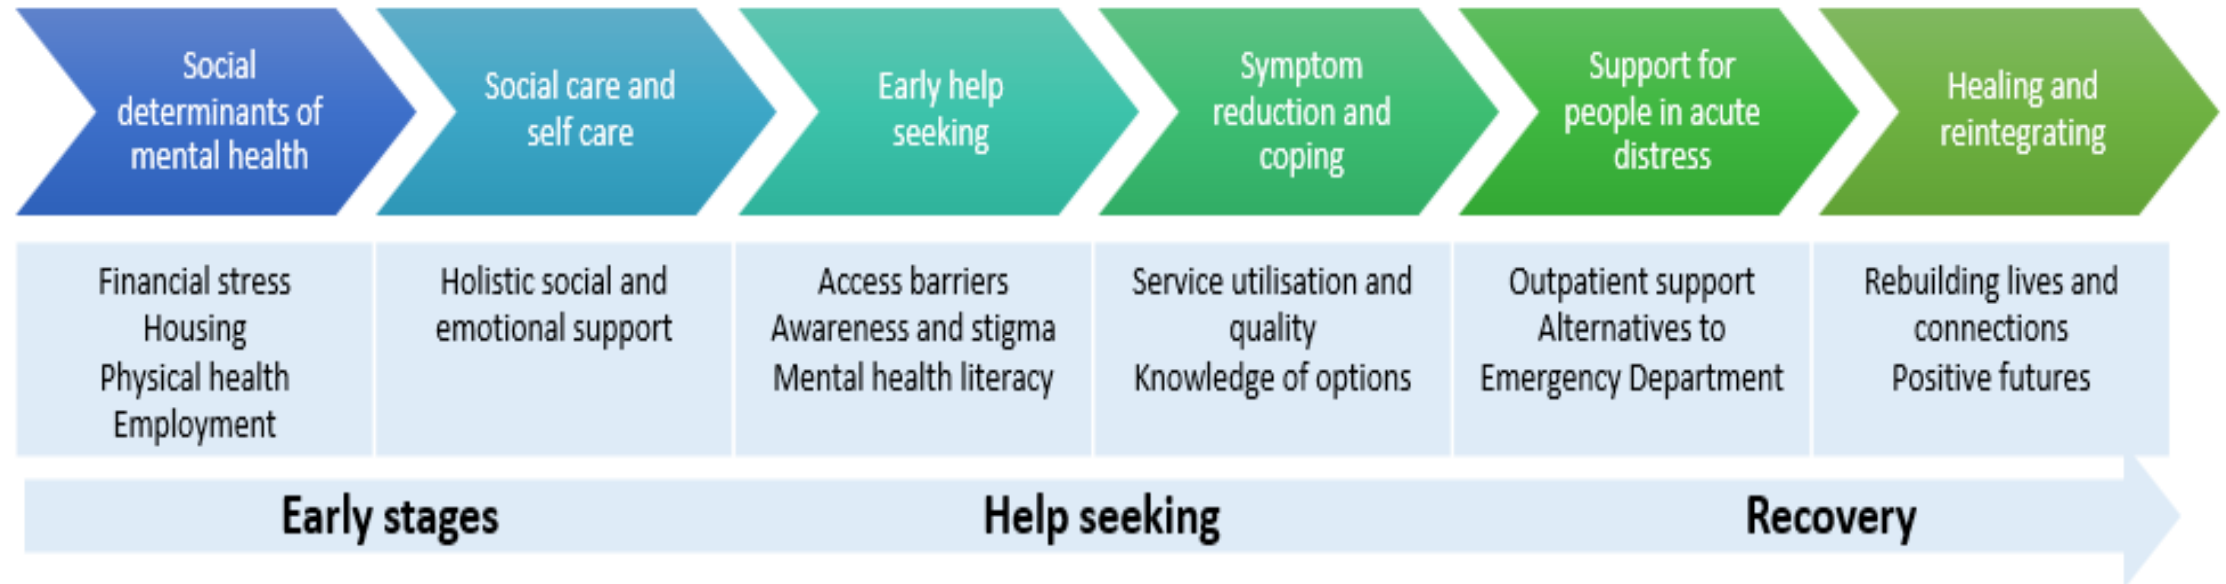 Social
determinants of
mental health
Social care and
self care
Early help
seeking
Symptom
reduction and
coping
Support for
people in acute
distress
Healing and
reintegrating
Financial stress
Housing
Physical health
Employment
Holistic social and
emotional support
Access barriers
Awareness and stigma
Mental health literacy
Service utilisation and
quality
Knowledge of options
Outpatient support
Alternatives to
Emergency Department
Rebuilding lives and
connections
Positive futures
Early stages
Help seeking
Recovery